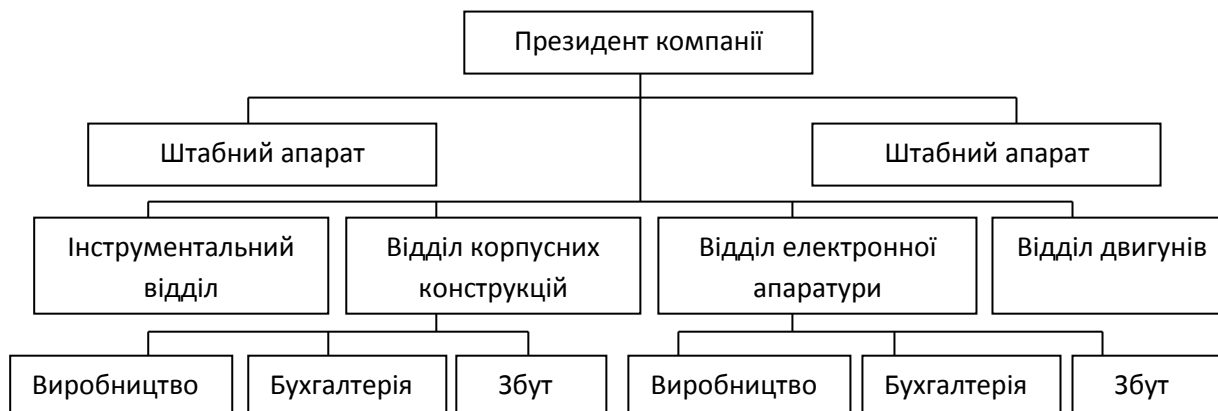 Президент компанії
Штабний апарат
Штабний апарат
Інструментальний
відділ
Відділ корпусних
конструкцій
Відділ електронної
апаратури
Відділ двигунів
Виробництво
Бухгалтерія
Збут
Виробництво
Бухгалтерія
Збут